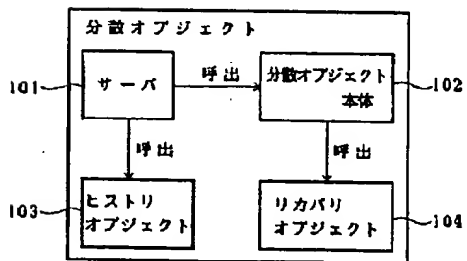 分散オブジェクト
101
サーバ
呼出
分散オブジェクト
本体
102
呼出
呼出
103
ヒストリ
オブジェクト
リカバリ
オブジェクト
104